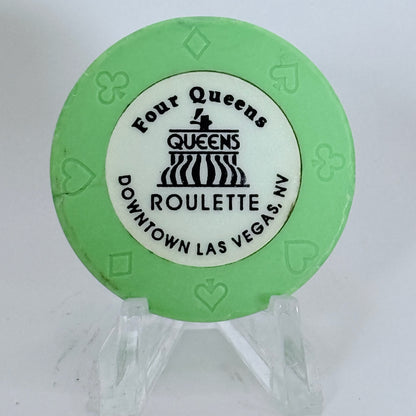 Four Queens
4
QUEENS
ROULETTE
DOWNTOWN LAS VEGAS, NV